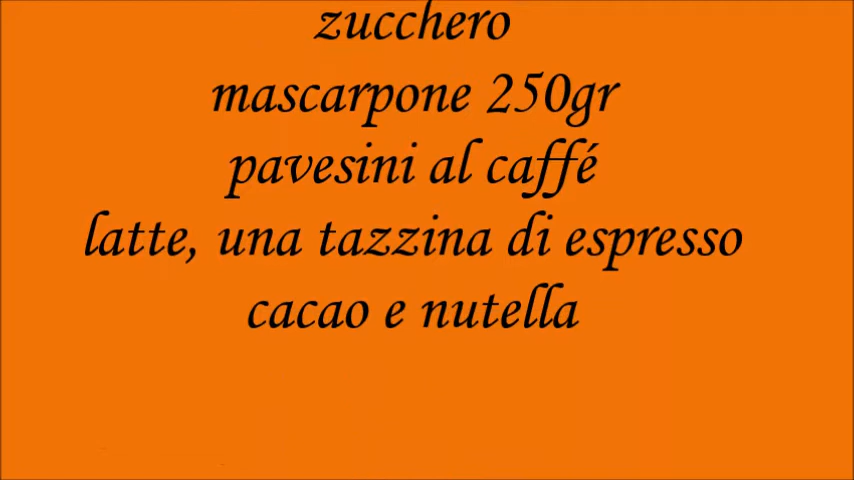 zucchero
mascarpone 250gr
pavesini al caffé
latte, una tazzina di espresso
cacao e nutella